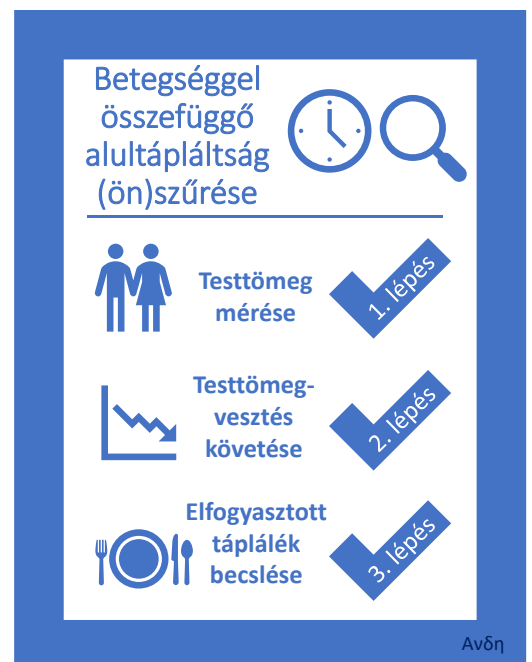 Betegséggel
összefüggő
alultápláltság
(ön)szűrése
Testtömeg
mérése
1. lépés
Testtömeg-
vesztés
követése
2. lépés
Elfogyasztott
táplálék
becslése
3. lépés
Ανδη